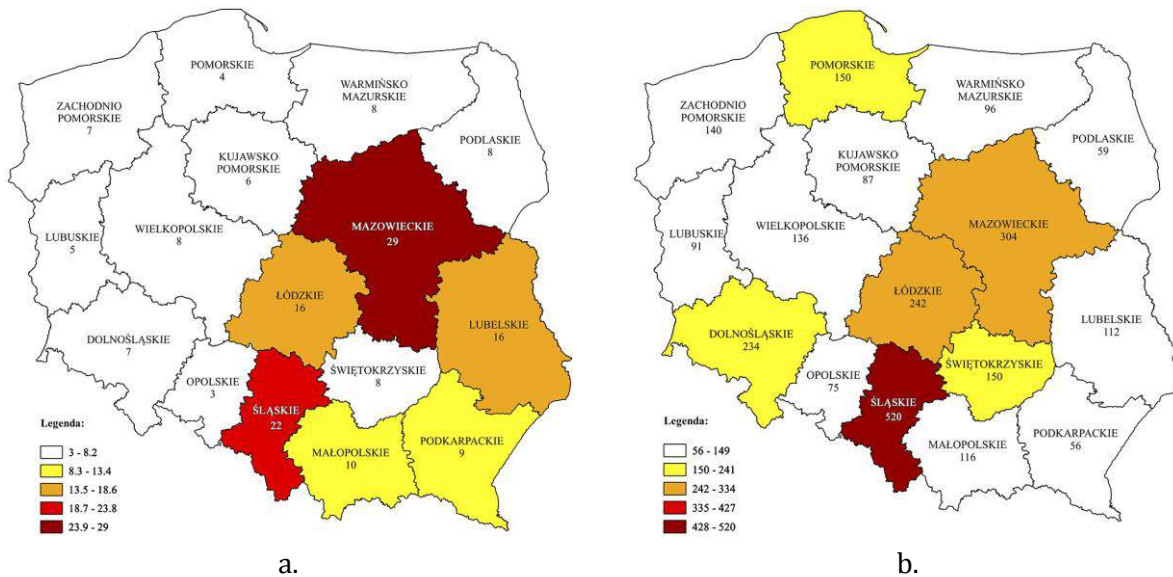 POMORSKIE
4
WARMIŃSKO
MAZURSKIE
8
ZACHODNIO
POMORSKIE
7
PODLASKIE
8
KUJAWSKO
POMORSKIE
6
MAZOWIECKIE
29
WIELKOPOLSKIE
8
LUBUSKIE
5
ŁÓDZKIE
16
LUBELSKIE
16
DOLNOŚLĄSKIE
7
ŚWIĘTOKRZYSKIE
8
OPOLSKIE
3
ŚLĄSKIE
22
MAŁOPOLSKIE
10
PODKARPACKIE
9
Legenda:
3 - 8.2
8.3 - 13.4
13.5 - 18.6
18.7 - 23.8
23.9 - 29
a.
POMORSKIE
150
WARMIŃSKO
MAZURSKIE
96
ZACHODNIO
POMORSKIE
140
PODLASKIE
59
KUJAWSKO
POMORSKIE
87
MAZOWIECKIE
304
WIELKOPOLSKIE
136
LUBUSKIE
91
ŁÓDZKIE
242
LUBELSKIE
112
DOLNOŚLĄSKIE
234
ŚWIĘTOKRZYSKIE
150
OPOLSKIE
75
ŚLĄSKIE
520
MAŁOPOLSKIE
116
PODKARPACKIE
56
Legenda:
56 - 149
150 - 241
242 - 334
335 - 427
428 - 520
b.